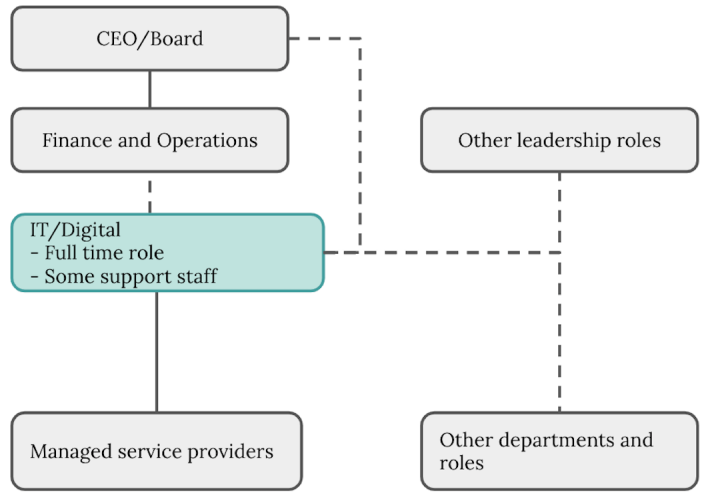 CEO/Board
Finance and Operations
Other leadership roles
IT/Digital
- Full time role
- Some support staff
Managed service providers
Other departments and
roles